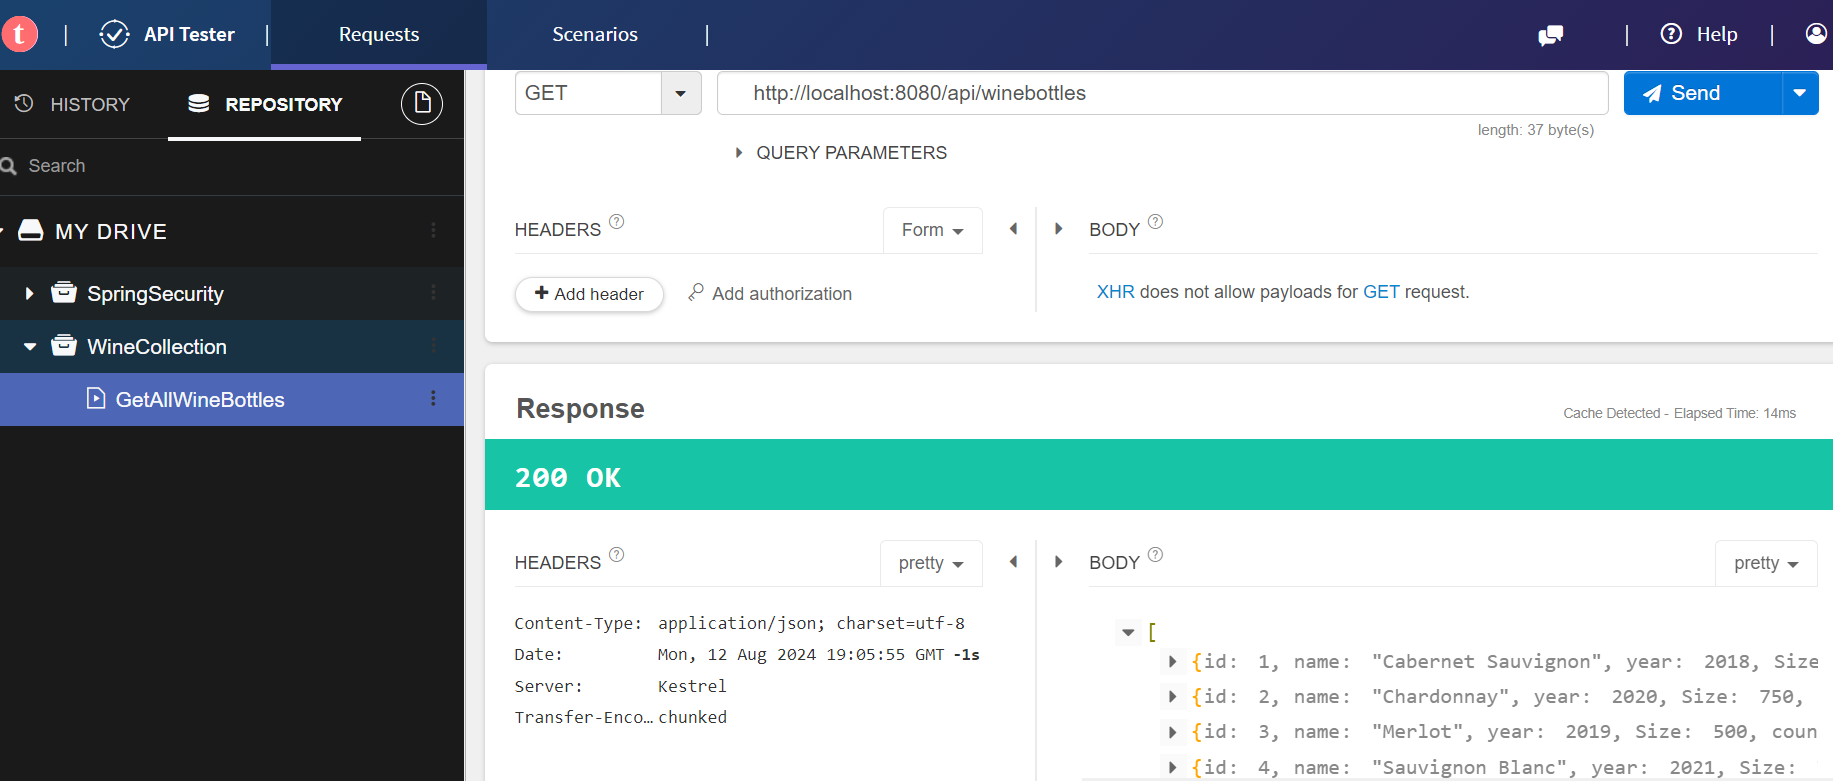 t | API Tester | Requests Scenarios | | Help |
HISTORY REPOSITORY
Search
MY DRIVE
SpringSecurity
WineCollection
GetAllWineBottles
GET http://localhost:8080/api/winebottles Send
length: 37 byte(s)
QUERY PARAMETERS
HEADERS ? Form BODY ?
+ Add header Add authorization XHR does not allow payloads for GET request.
Response
Cache Detected - Elapsed Time: 14ms
200 OK
HEADERS ? pretty BODY ? pretty
Content-Type: application/json; charset=utf-8
Date: Mon, 12 Aug 2024 19:05:55 GMT -1s
Server: Kestrel
Transfer-Enco… chunked
[
{id: 1, name: "Cabernet Sauvignon", year: 2018, Size
{id: 2, name: "Chardonnay", year: 2020, Size: 750,
{id: 3, name: "Merlot", year: 2019, Size: 500, coun
{id: 4, name: "Sauvignon Blanc", year: 2021, Size: